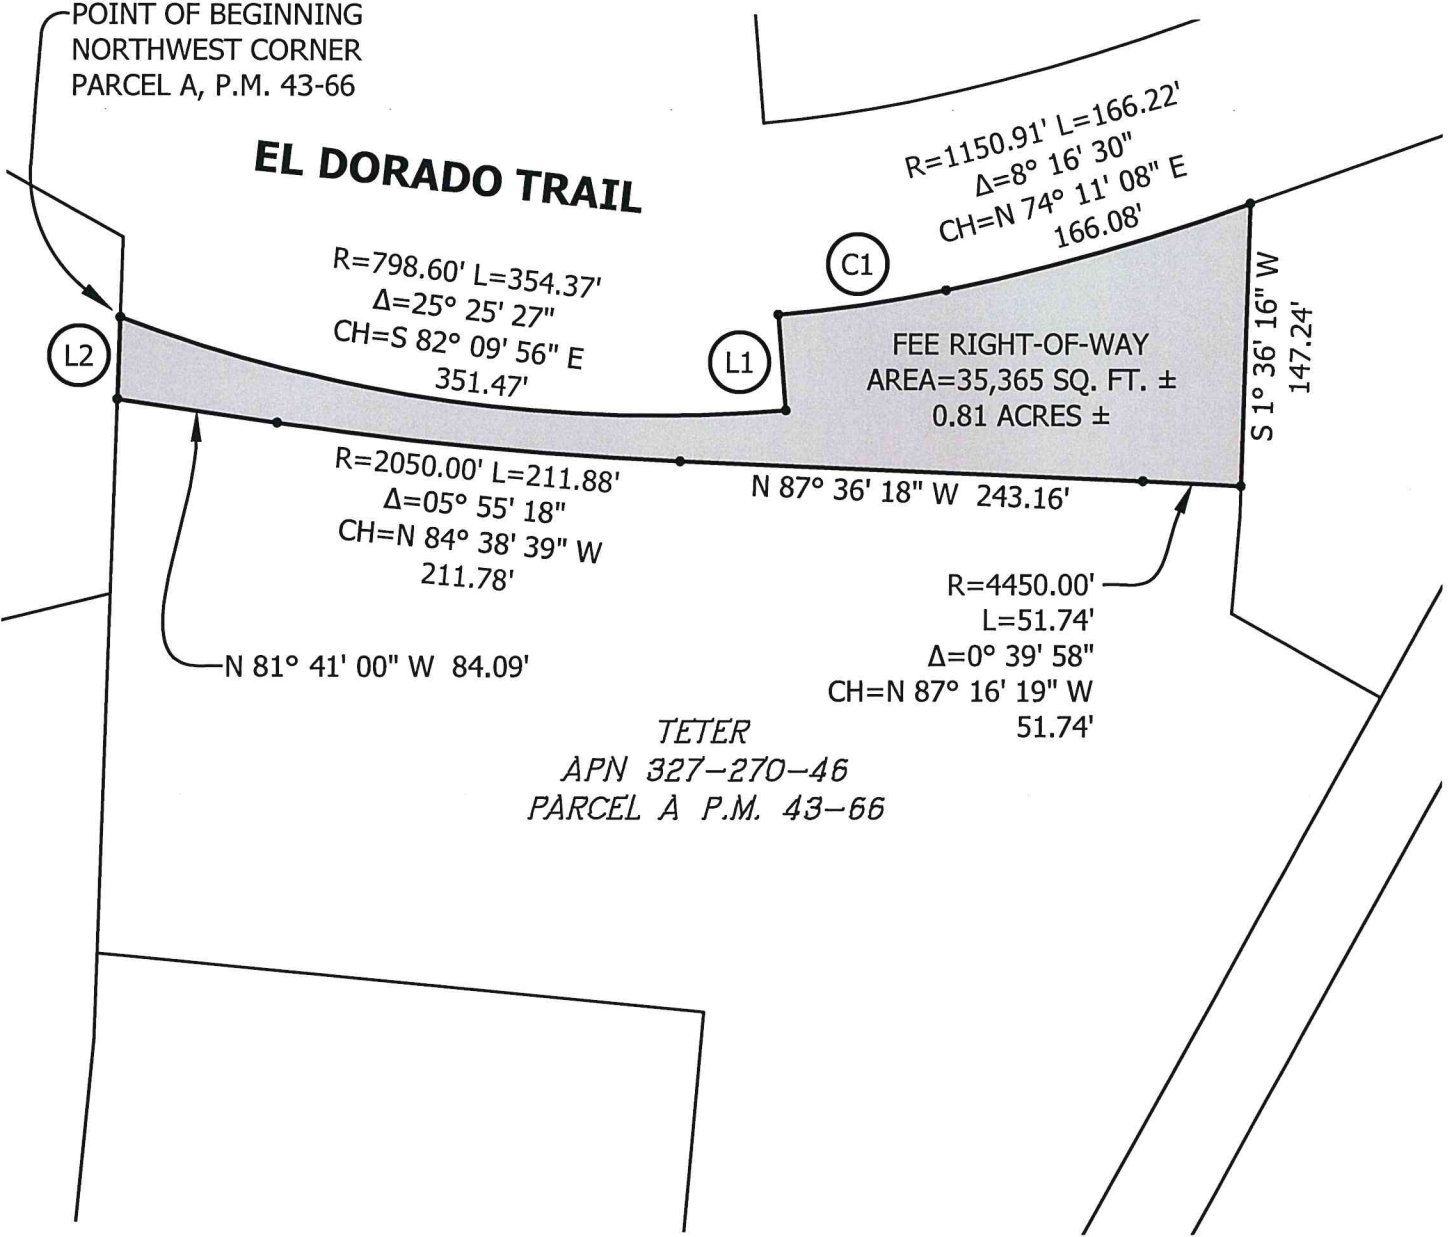 POINT OF BEGINNING
NORTHWEST CORNER
PARCEL A, P.M. 43-66
EL DORADO TRAIL
R=1150.91' L=166.22'
Δ=8° 16' 30"
CH=N 74° 11' 08" E
166.08'
C1
R=798.60' L=354.37'
Δ=25° 25' 27"
CH=S 82° 09' 56" E
351.47'
L2
L1
FEE RIGHT-OF-WAY
AREA=35,365 SQ. FT. ±
0.81 ACRES ±
S 1° 36' 16" W
147.24'
R=2050.00' L=211.88'
Δ=05° 55' 18"
CH=N 84° 38' 39" W
211.78'
N 87° 36' 18" W 243.16'
R=4450.00'
L=51.74'
Δ=0° 39' 58"
CH=N 87° 16' 19" W
51.74'
N 81° 41' 00" W 84.09'
TETER
APN 327-270-46
PARCEL A P.M. 43-66